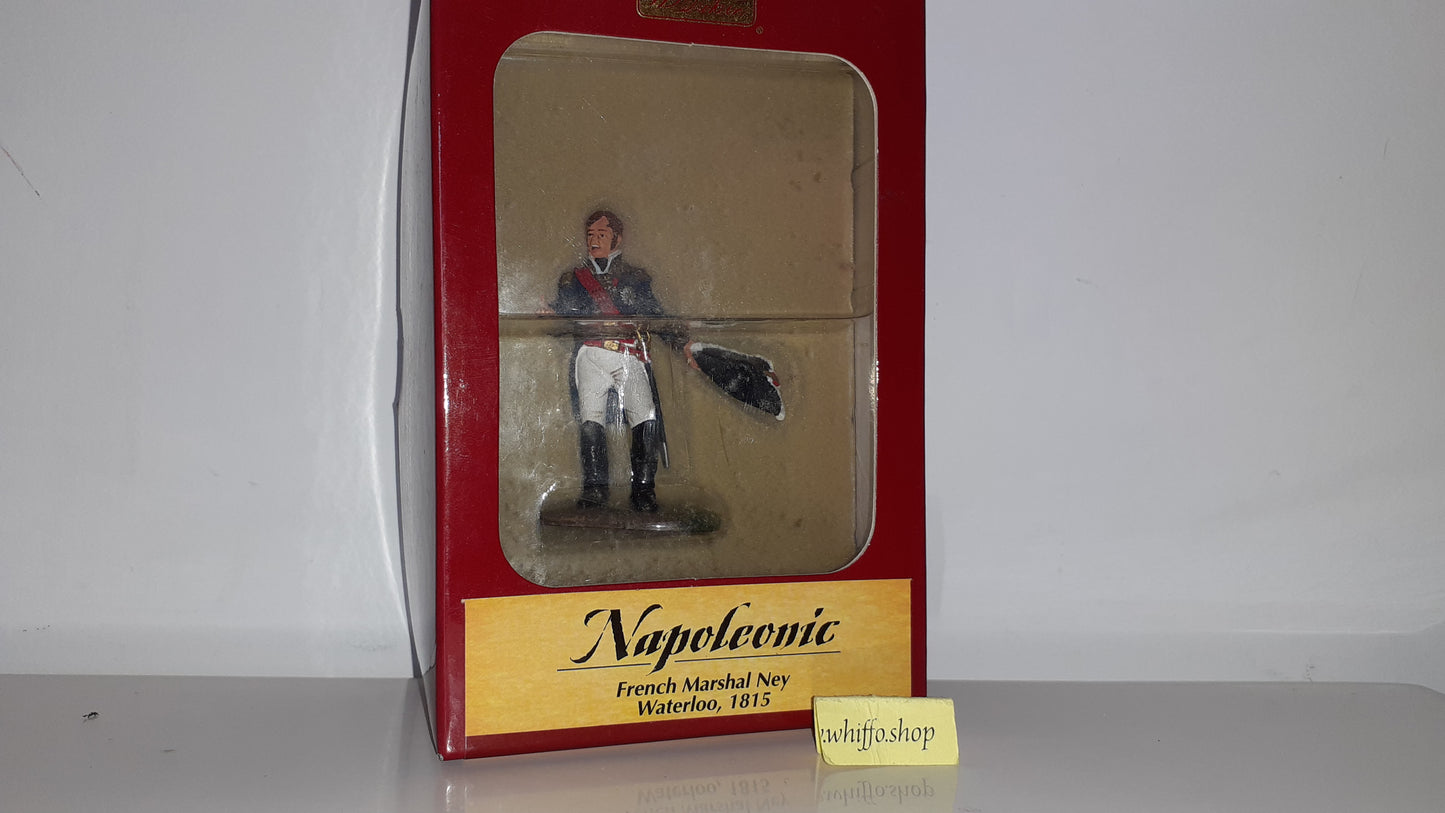 Napoleonic
French Marshal Ney
Waterloo, 1815
.whiffo.shop